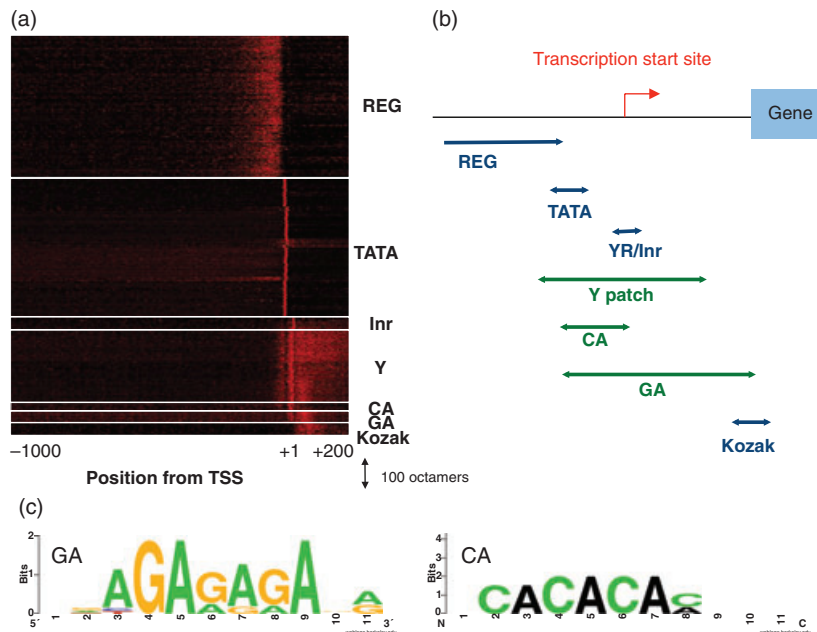 (a)
REG
TATA
Inr
Y
CA
GA
Kozak
−1000
+1
+200
Position from TSS
100 octamers
(b)
Transcription start site
Gene
REG
TATA
YR/Inr
Y patch
CA
GA
Kozak
(c)
GA
Bits
2
1
0
AGAGAGA
A
G
5´ 1 2 3 4 5 6 7 8 9 10 11 3´
CA
Bits
4
3
2
1
0
CACACAC
A
N 1 2 3 4 5 6 7 8 9 10 11 C